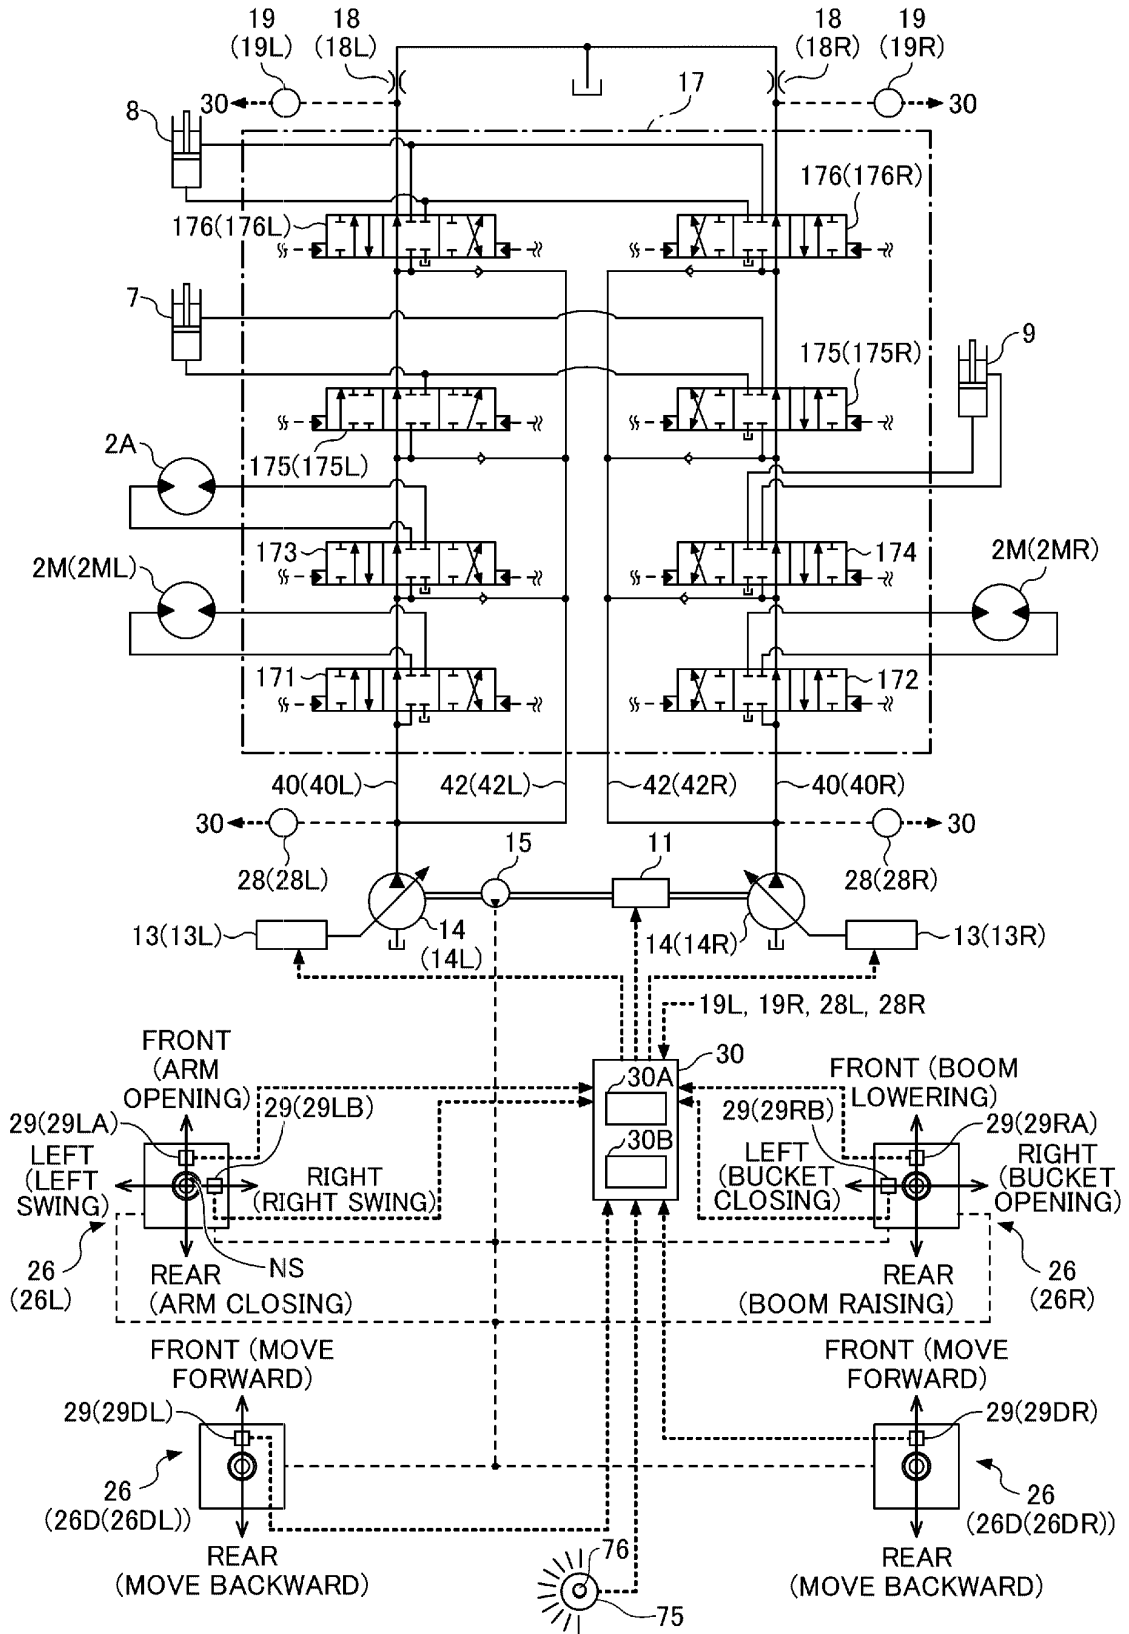 19
(19L)
18
(18L)
18
(18R)
19
(19R)
30
17
30
8
176(176R)
176(176L)
7
175(175R)
9
2A
175(175L)
173
174
2M(2ML)
2M(2MR)
171
172
40(40L)
42(42L)
42(42R)
40(40R)
30
30
28(28L)
15
11
28(28R)
13(13L)
14
(14L)
14(14R)
13(13R)
19L, 19R, 28L, 28R
FRONT
(ARM
OPENING)
30
30A
30B
FRONT (BOOM
LOWERING)
29(29LA)
29(29LB)
29(29RB)
29(29RA)
LEFT
(LEFT
SWING)
RIGHT
(RIGHT SWING)
LEFT
(BUCKET
CLOSING)
RIGHT
(BUCKET
OPENING)
26
(26L)
REAR
(ARM CLOSING)
NS
REAR
(BOOM RAISING)
26
(26R)
FRONT (MOVE
FORWARD)
FRONT (MOVE
FORWARD)
29(29DL)
29(29DR)
26
(26D(26DL))
26
(26D(26DR))
REAR
(MOVE BACKWARD)
76
75
REAR
(MOVE BACKWARD)